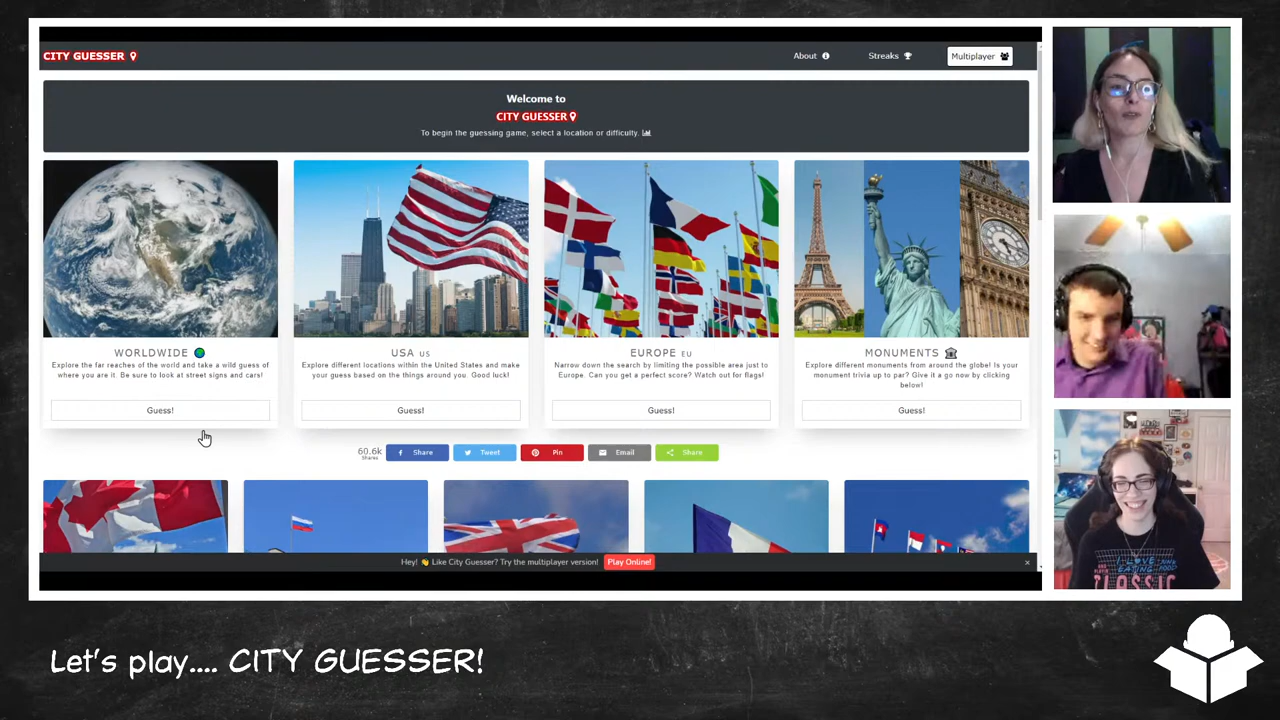 CITY GUESSER
About
Streaks
Multiplayer
Welcome to
CITY GUESSER
To begin the guessing game, select a location or difficulty.
WORLDWIDE
Explore the far reaches of the world and take a wild guess of
where you are it. Be sure to look at street signs and cars!
Guess!
USA US
Explore different locations within the United States and make
your guess based on the things around you. Good luck!
Guess!
EUROPE EU
Narrow down the search by limiting the possible area just to
Europe. Can you get a perfect score? Watch out for flags!
Guess!
MONUMENTS
Explore different monuments from around the globe! Is your
monument trivia up to par? Give it a go now by clicking
below!
Guess!
60.6k
Shares
Share
Tweet
Pin
Email
Share
Hey! 👋 Like City Guesser? Try the multiplayer version!
Play Online!
×
I LOVE
EATING FOOD
CLASSIC
Let's play.... CITY GUESSER!